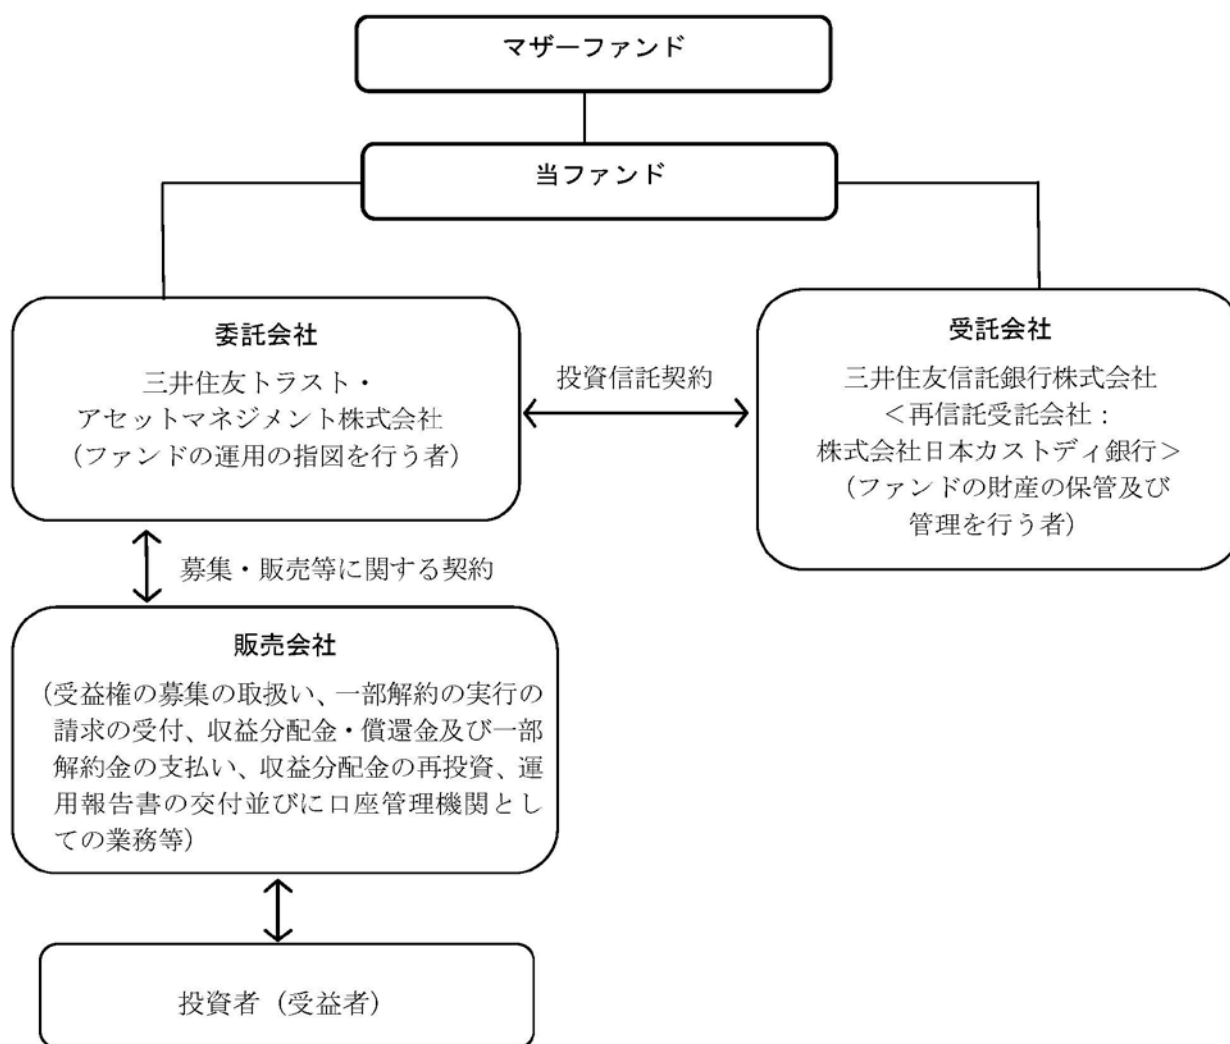 マザーファンド
当ファンド
委託会社
三井住友トラスト・
アセットマネジメント株式会社
（ファンドの運用の指図を行う者）
投資信託契約
受託会社
三井住友信託銀行株式会社
＜再信託受託会社：
株式会社日本カストディ銀行＞
（ファンドの財産の保管及び
管理を行う者）
募集・販売等に関する契約
販売会社
（受益権の募集の取扱い、一部解約の実行の
請求の受付、収益分配金・償還金及び一部
解約金の支払い、収益分配金の再投資、運
用報告書の交付並びに口座管理機関とし
ての業務等）
投資者（受益者）